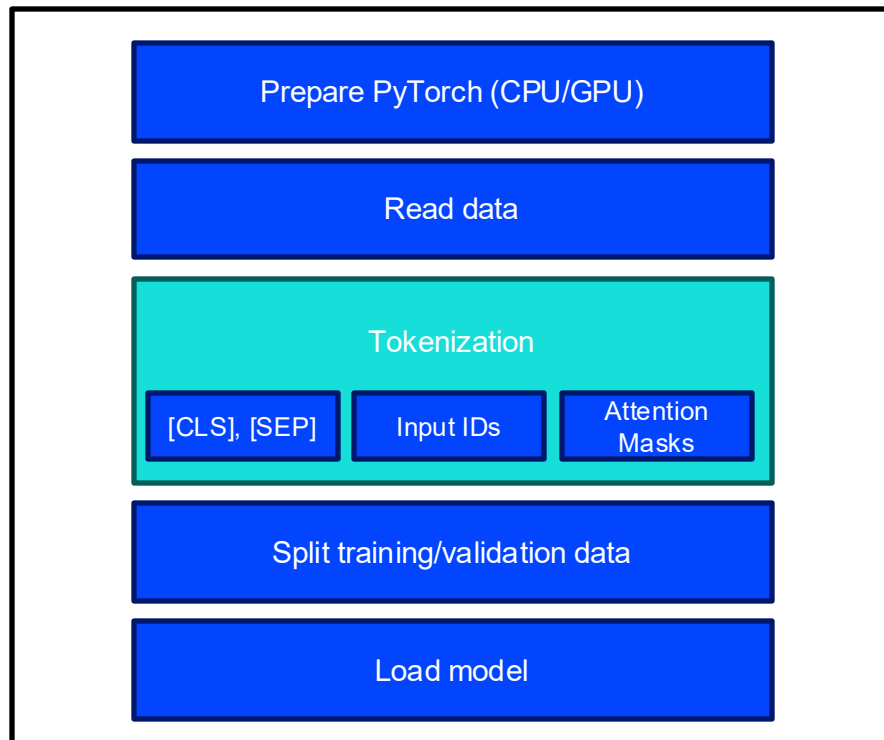 Prepare PyTorch (CPU/GPU)
Read data
Tokenization
[CLS], [SEP]
Input IDs
Attention
Masks
Split training/validation data
Load model